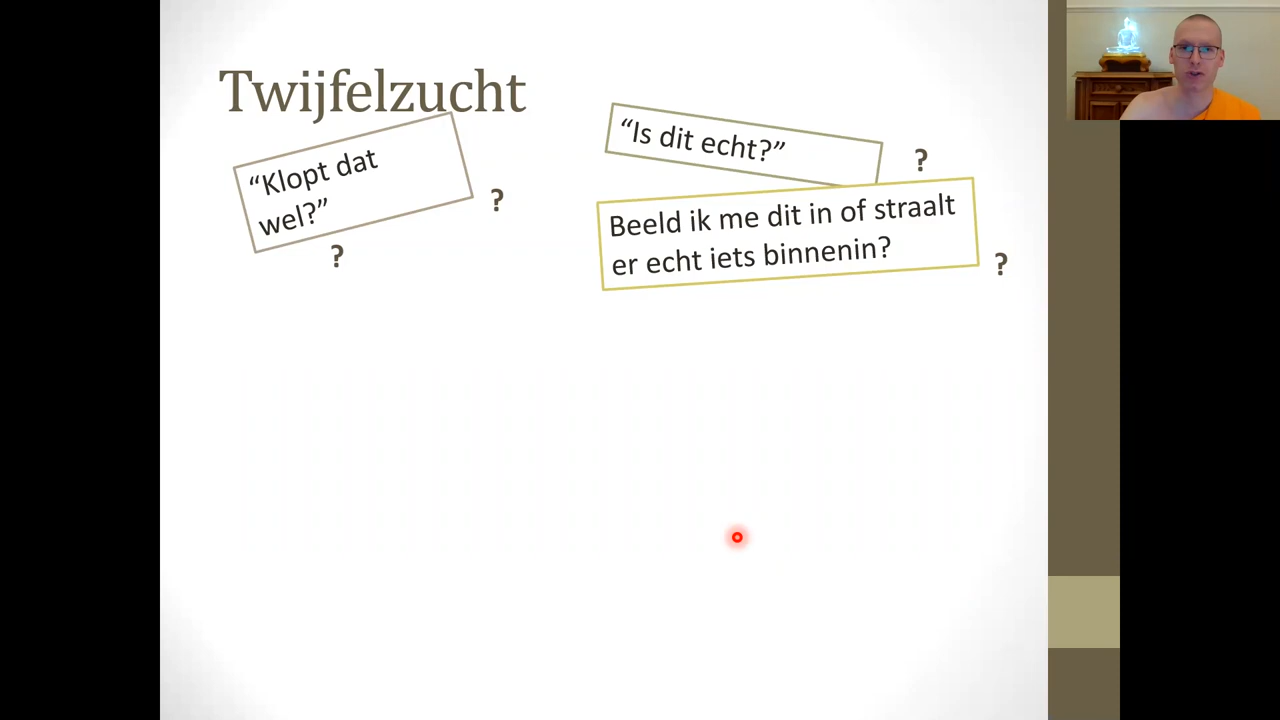 Twijfelzucht
“Klopt dat
wel?”
?
?
“Is dit echt?”
?
Beeld ik me dit in of straalt
er echt iets binnenin?
?